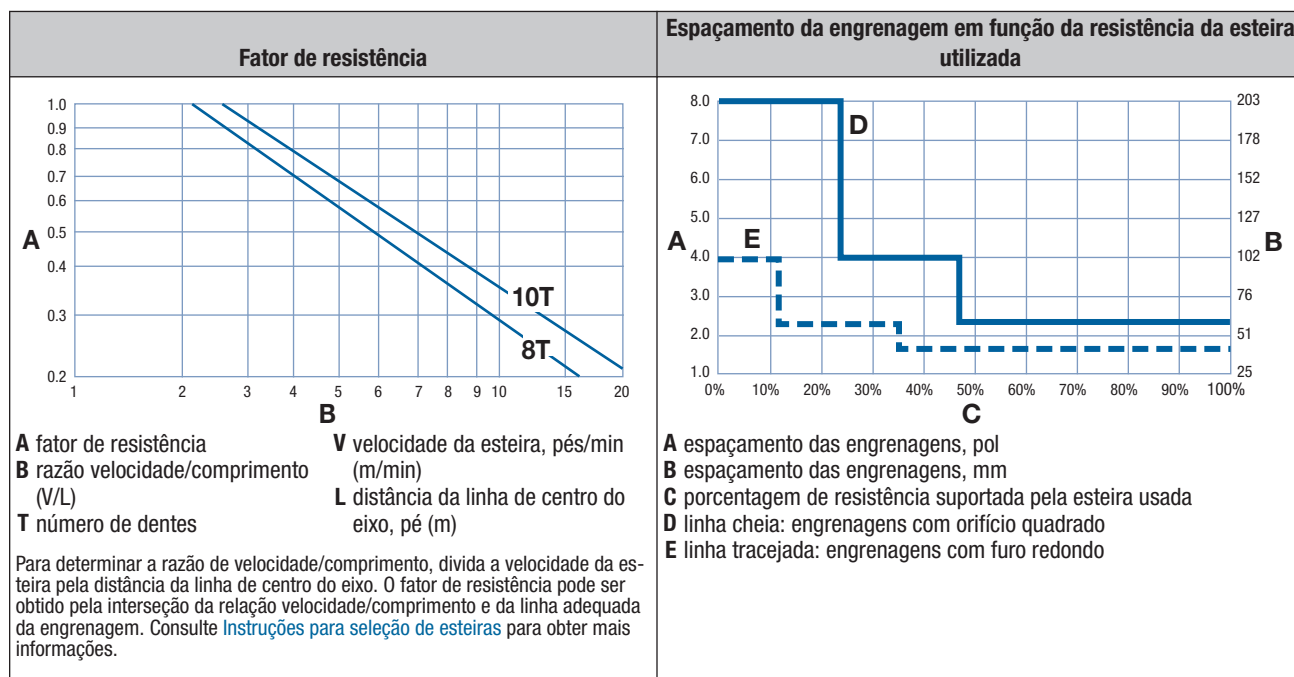 Fator de resistência
Espaçamento da engrenagem em função da resistência da esteira
utilizada
1.0
0.9
0.8
0.7
0.6
0.5
0.4
0.3
0.2
A
1 2 3 4 5 6 7 8 9 10 15 20
B
10T
8T
A fator de resistência
B razão velocidade/comprimento
(V/L)
T número de dentes
V velocidade da esteira, pés/min
(m/min)
L distância da linha de centro do
eixo, pé (m)
Para determinar a razão de velocidade/comprimento, divida a velocidade da es-
teira pela distância da linha de centro do eixo. O fator de resistência pode ser
obtido pela interseção da relação velocidade/comprimento e da linha adequada
da engrenagem. Consulte Instruções para seleção de esteiras para obter mais
informações.
8.0
7.0
6.0
5.0
4.0
3.0
2.0
1.0
A
D
E
203
178
152
127
102
76
51
25
B
0% 10% 20% 30% 40% 50% 60% 70% 80% 90% 100%
C
A espaçamento das engrenagens, pol
B espaçamento das engrenagens, mm
C porcentagem de resistência suportada pela esteira usada
D linha cheia: engrenagens com orifício quadrado
E linha tracejada: engrenagens com furo redondo